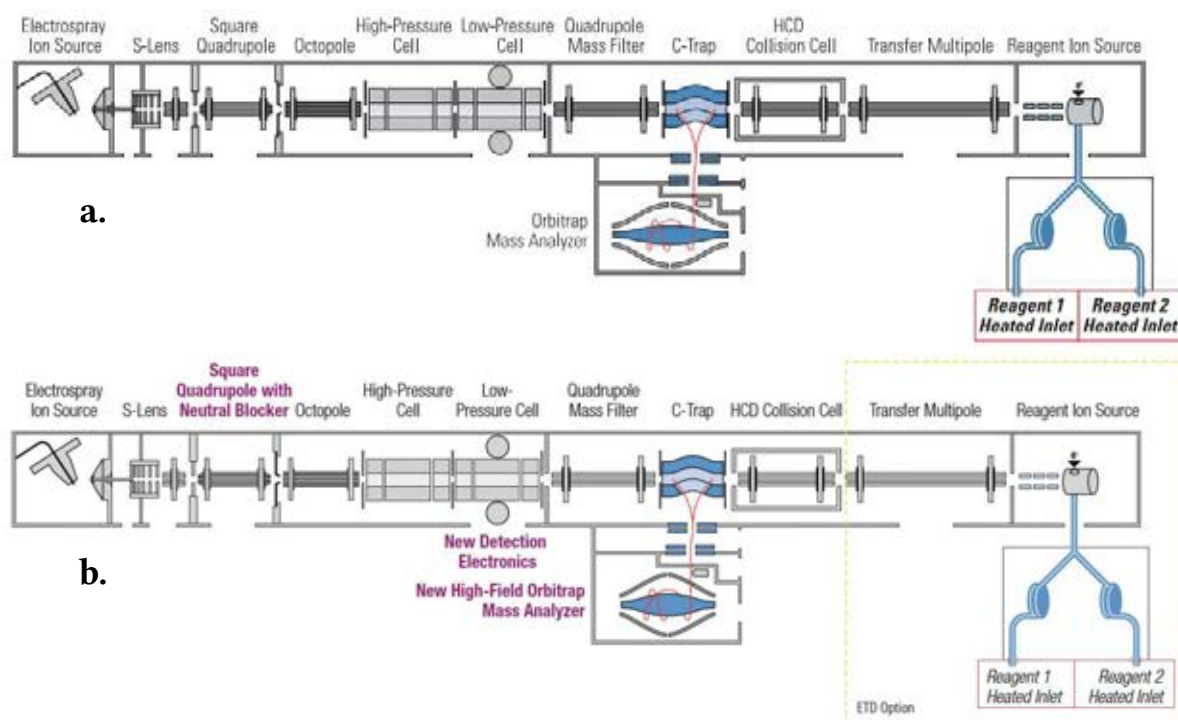 Electrospray
Ion Source
S-Lens
Square
Quadrupole
Octopole
High-Pressure
Cell
Low-Pressure
Cell
Quadrupole
Mass Filter
C-Trap
HCD
Collision Cell
Transfer Multipole
Reagent Ion Source
e-
a.
Orbitrap
Mass Analyzer
Reagent 1
Heated Inlet
Reagent 2
Heated Inlet
Electrospray
Ion Source
S-Lens
Square
Quadrupole with
Neutral Blocker
Octopole
High-Pressure
Cell
Low-
Pressure Cell
Quadrupole
Mass Filter
C-Trap
HCD Collision Cell
Transfer Multipole
Reagent Ion Source
e-
b.
New Detection
Electronics
New High-Field Orbitrap
Mass Analyzer
Reagent 1
Heated Inlet
Reagent 2
Heated Inlet
ETD Option